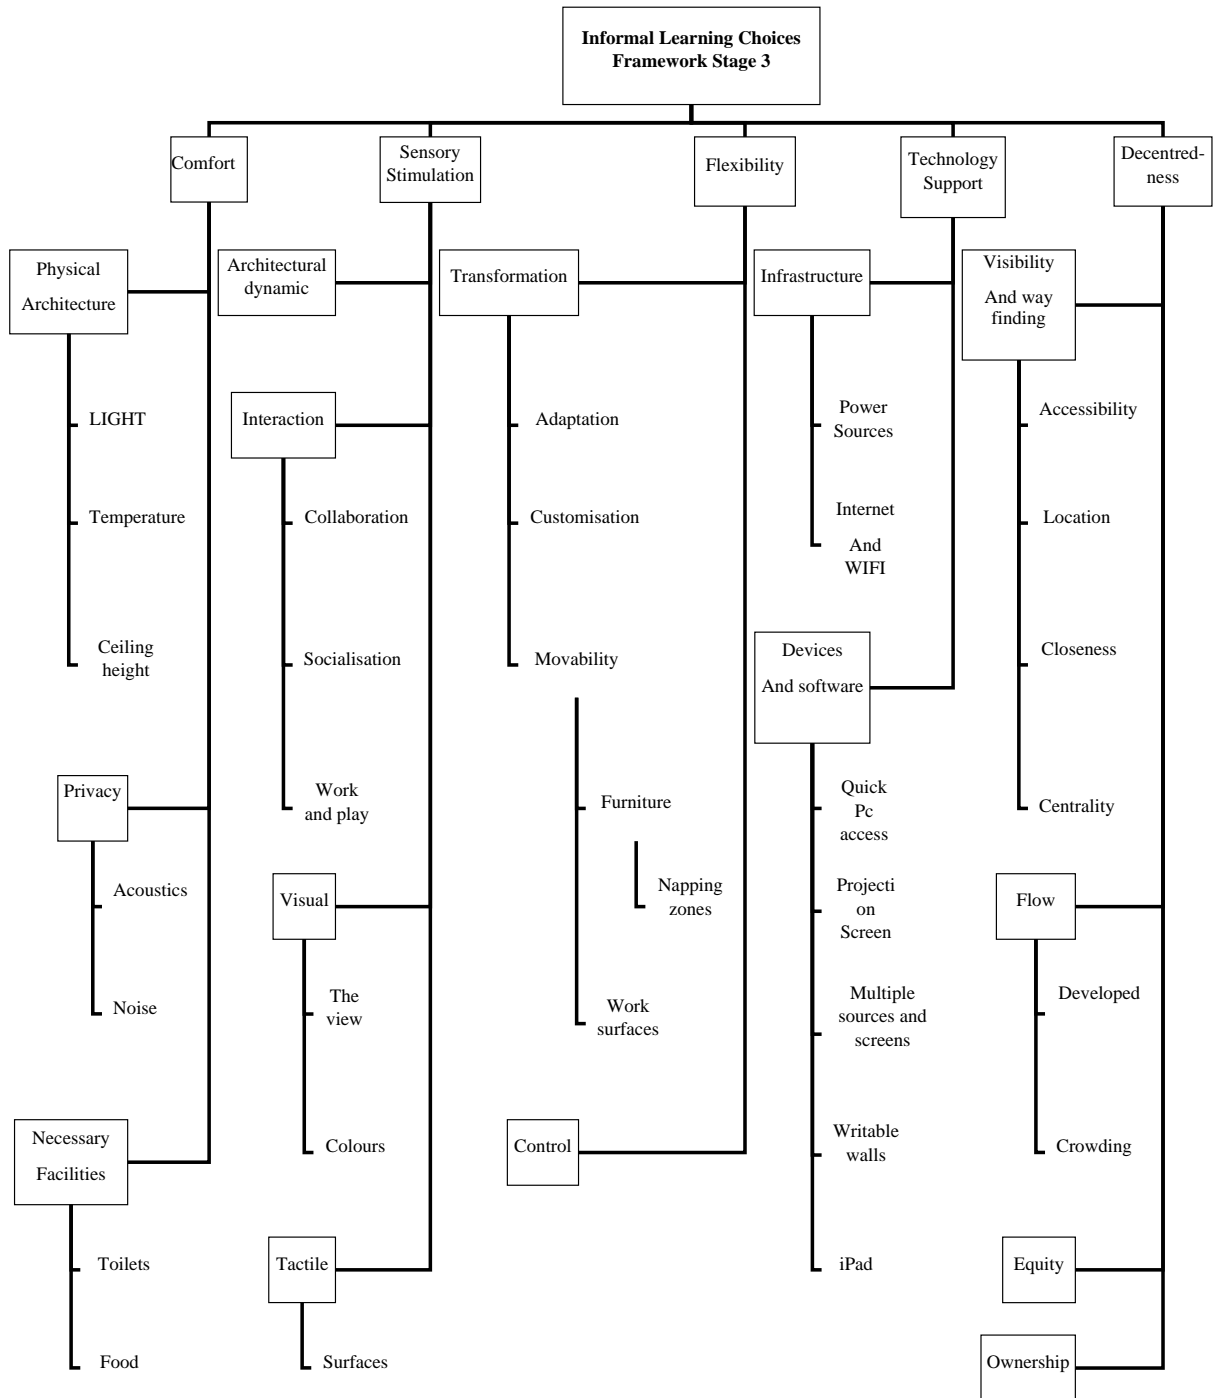 Informal Learning Choices
Framework Stage 3
Comfort
Sensory
Stimulation
Flexibility
Technology
Support
Decentred-
ness
Physical
Architecture
LIGHT
Temperature
Ceiling
height
Privacy
Acoustics
Noise
Necessary
Facilities
Toilets
Food
Architectural
dynamic
Interaction
Collaboration
Socialisation
Work
and play
Visual
The
view
Colours
Tactile
Surfaces
Transformation
Adaptation
Customisation
Movability
Furniture
Napping
zones
Work
surfaces
Control
Infrastructure
Power
Sources
Internet
And
WIFI
Devices
And software
Quick
Pc
access
Projecti
on
Screen
Multiple
sources and
screens
Writable
walls
iPad
Visibility
And way
finding
Accessibility
Location
Closeness
Centrality
Flow
Developed
Crowding
Equity
Ownership